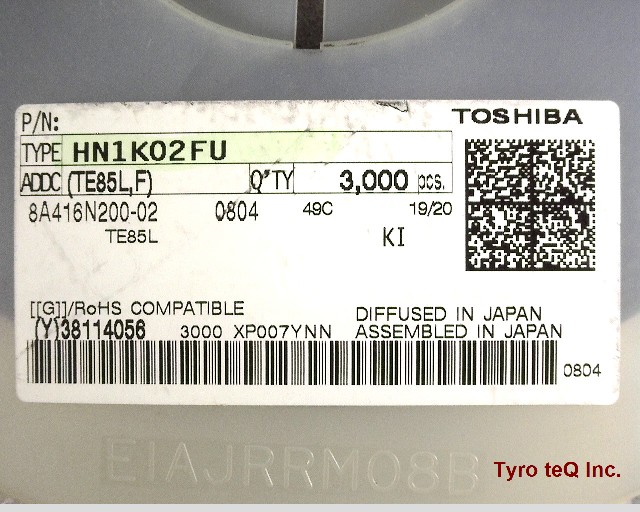 TOSHIBA
P/N:
TYPE HN1K02FU
ADDC (TE85L,F) Q'TY 3,000 pcs.
8A416N200-02 0804 49C 19/20
TE85L KI
[[G]]/RoHS COMPATIBLE DIFFUSED IN JAPAN
(Y)38114056 3000 XP007YNN ASSEMBLED IN JAPAN
0804
EIAJRRM08B
Tyro teQ Inc.